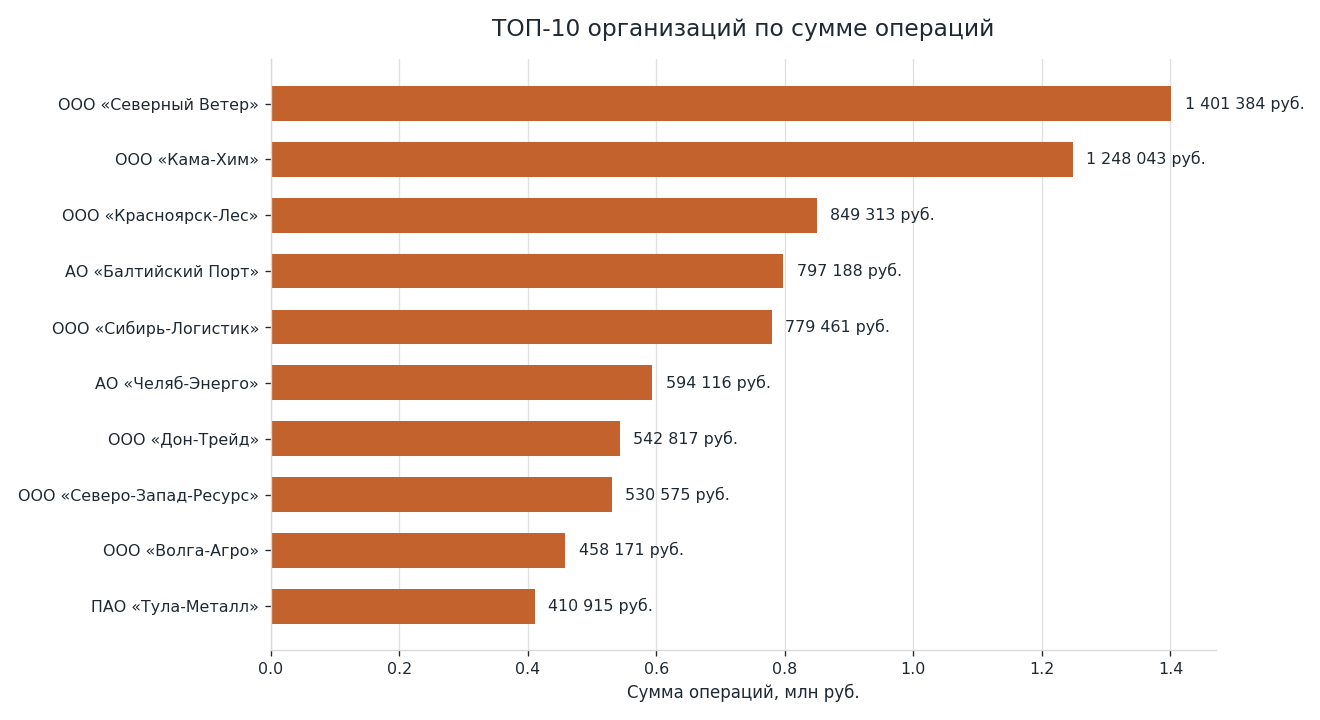 ТОП-10 организаций по сумме операций
ООО «Северный Ветер» 1 401 384 руб.
ООО «Кама-Хим» 1 248 043 руб.
ООО «Красноярск-Лес» 849 313 руб.
АО «Балтийский Порт» 797 188 руб.
ООО «Сибирь-Логистик» 779 461 руб.
АО «Челяб-Энерго» 594 116 руб.
ООО «Дон-Трейд» 542 817 руб.
ООО «Северо-Запад-Ресурс» 530 575 руб.
ООО «Волга-Агро» 458 171 руб.
ПАО «Тула-Металл» 410 915 руб.
0.0 0.2 0.4 0.6 0.8 1.0 1.2 1.4
Сумма операций, млн руб.